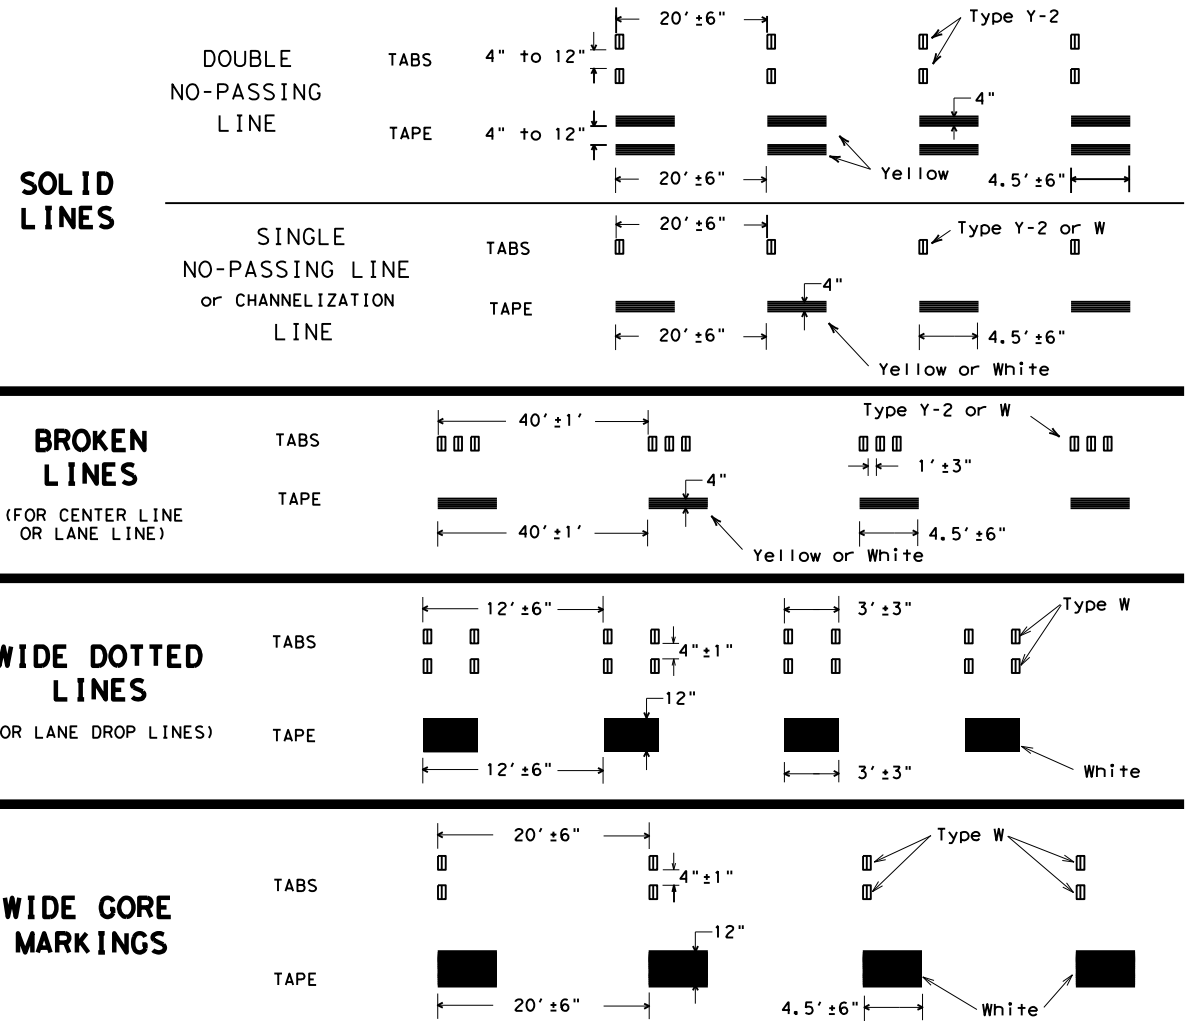 SOLID
LINES
DOUBLE
NO-PASSING
LINE
TABS
4" to 12"
20'±6"
Type Y-2
TAPE
4" to 12"
4"
Yellow
20'±6"
4.5'±6"
SINGLE
NO-PASSING LINE
or CHANNELIZATION
LINE
TABS
20'±6"
Type Y-2 or W
TAPE
4"
20'±6"
4.5'±6"
Yellow or White
BROKEN
LINES
(FOR CENTER LINE
OR LANE LINE)
TABS
40'±1'
Type Y-2 or W
1'±3"
TAPE
4"
40'±1'
4.5'±6"
Yellow or White
WIDE DOTTED
LINES
OR LANE DROP LINES)
TABS
12'±6"
3'±3"
Type W
4"±1"
TAPE
12"
12'±6"
3'±3"
White
WIDE GORE
MARKINGS
TABS
20'±6"
Type W
4"±1"
TAPE
12"
20'±6"
4.5'±6"
White